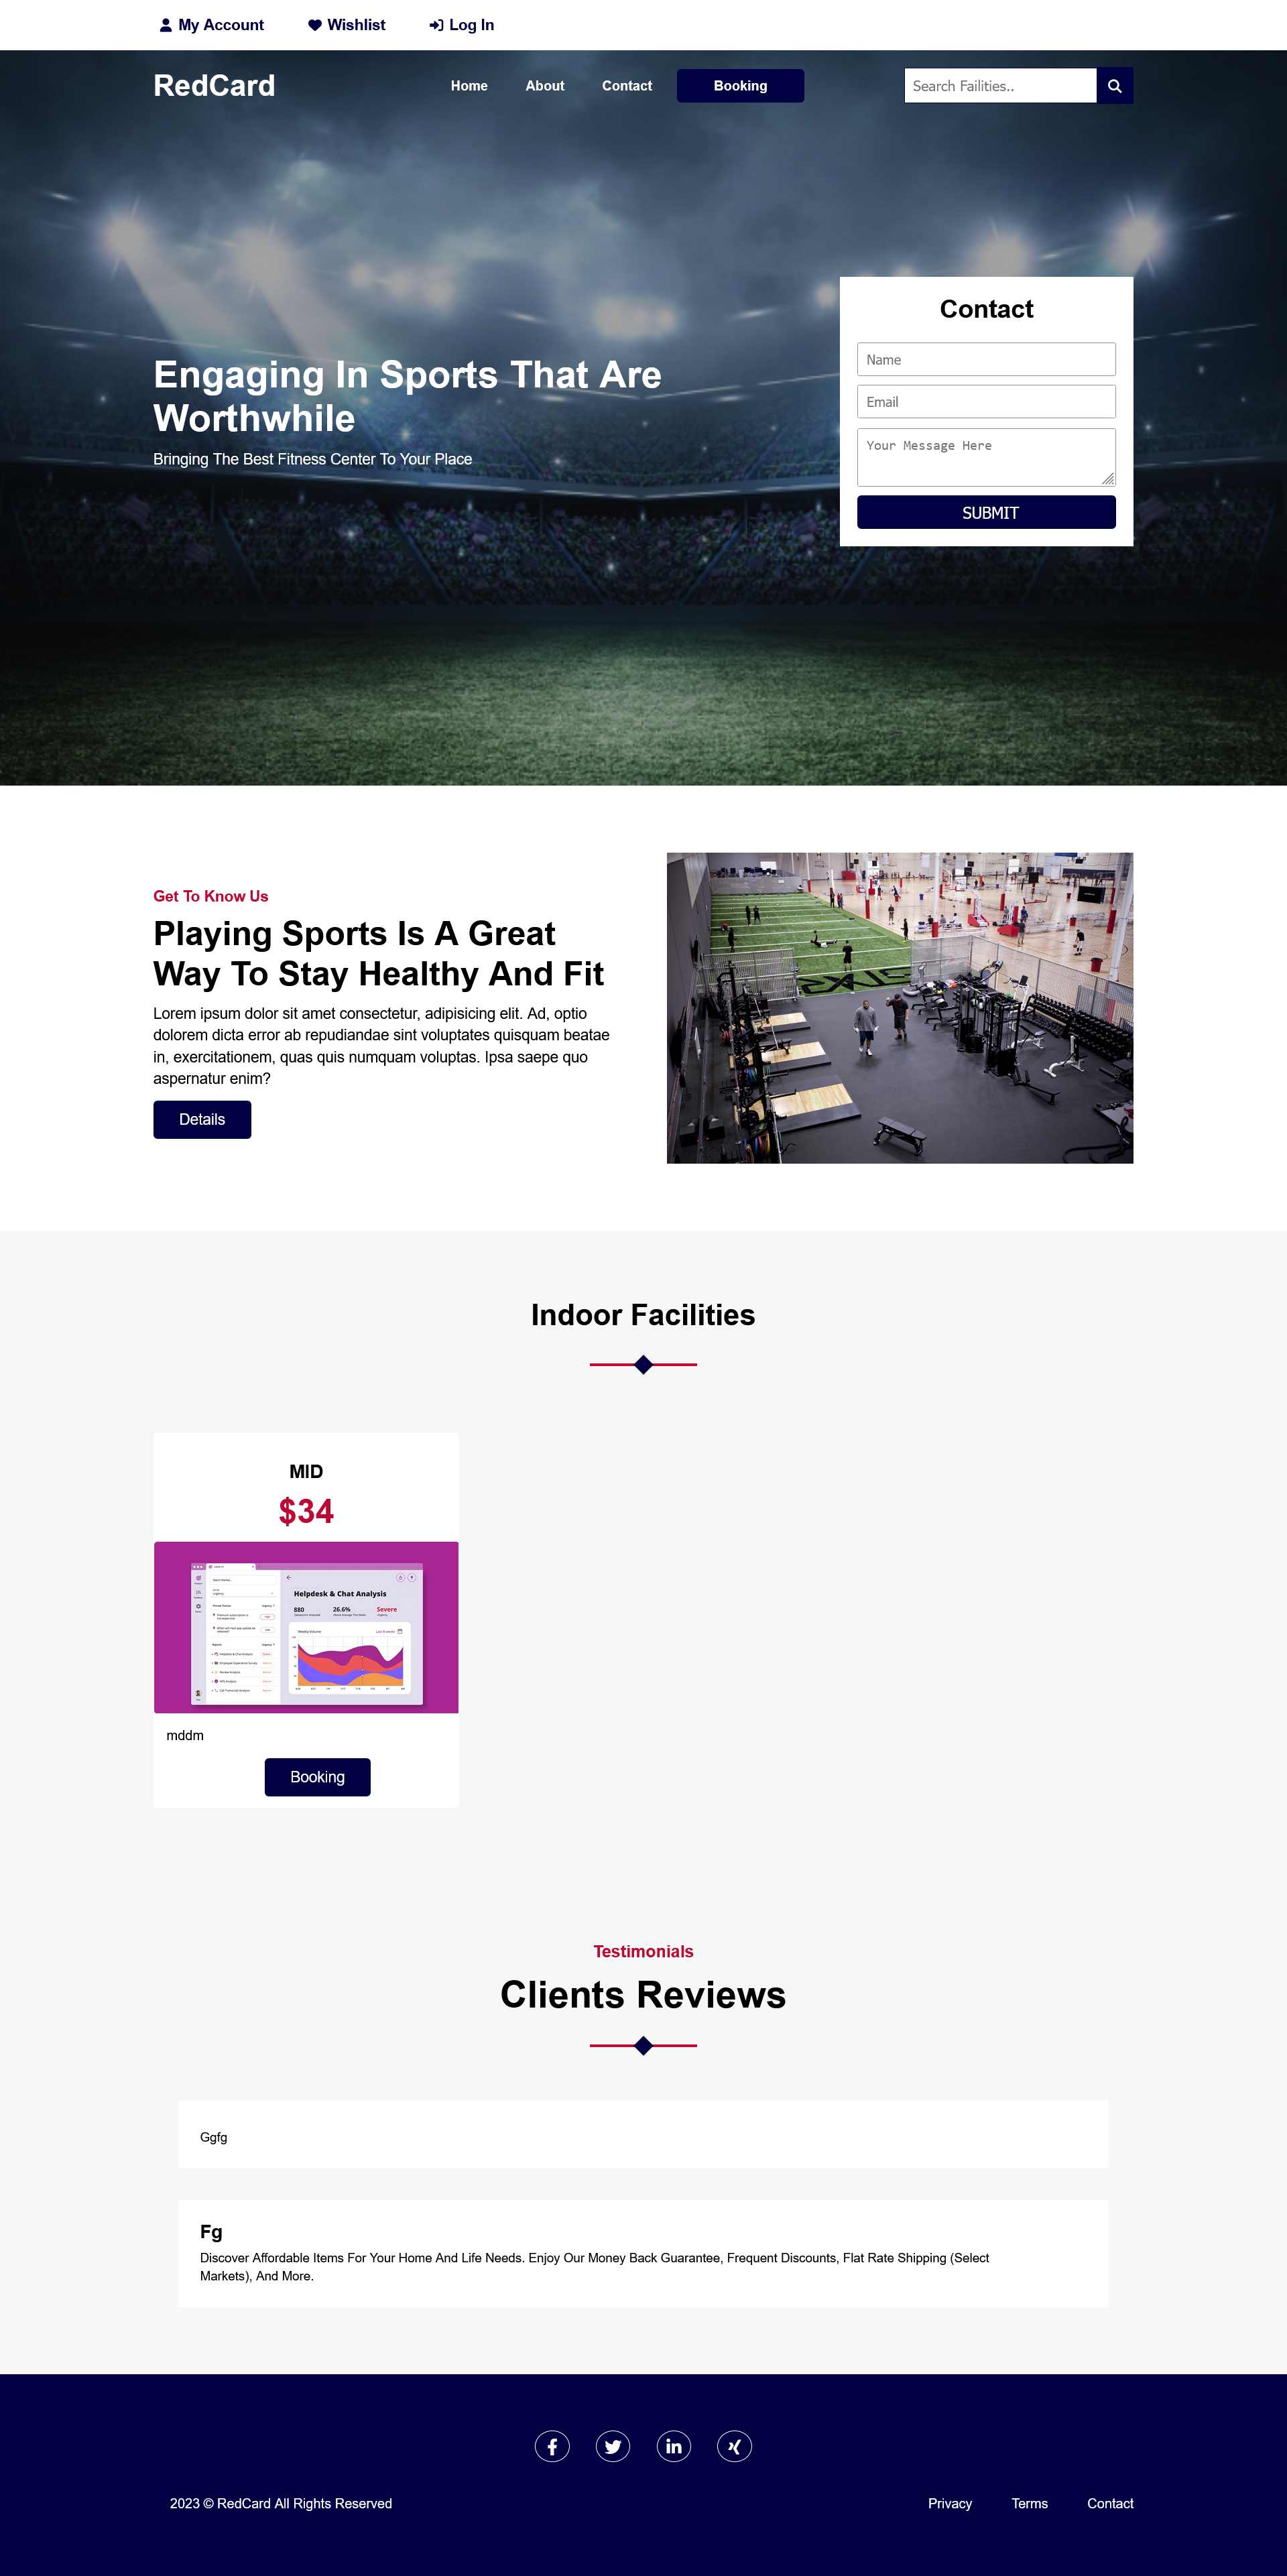 My Account
Wishlist
Log In
RedCard
Home
About
Contact
Booking
Search Failities..
Engaging In Sports That Are
Worthwhile
Bringing The Best Fitness Center To Your Place
Contact
Name
Email
Your Message Here
SUBMIT
Get To Know Us
Playing Sports Is A Great
Way To Stay Healthy And Fit
Lorem ipsum dolor sit amet consectetur, adipisicing elit. Ad, optio
dolorem dicta error ab repudiandae sint voluptates quisquam beatae
in, exercitationem, quas quis numquam voluptas. Ipsa saepe quo
aspernatur enim?
Details
Indoor Facilities
MID
$34
Helpdesk & Chat Analysis
880
26.6%
Severe
Weekly Volume
mddm
Booking
Testimonials
Clients Reviews
Ggfg
Fg
Discover Affordable Items For Your Home And Life Needs. Enjoy Our Money Back Guarantee, Frequent Discounts, Flat Rate Shipping (Select
Markets), And More.
2023 © RedCard All Rights Reserved
Privacy
Terms
Contact